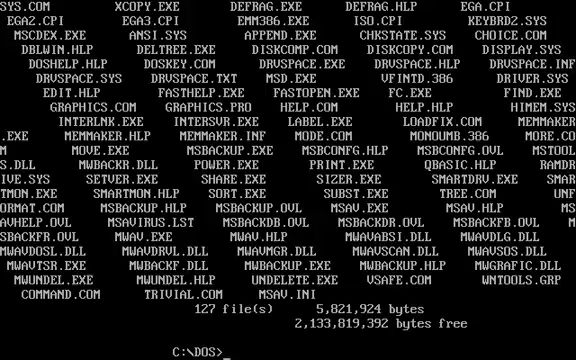 SYS.COM XCOPY.EXE DEFRAG.EXE DEFRAG.HLP EGA.CPI
EGA2.CPI EGA3.CPI EMM386.EXE ISO.CPI KEYBRD2.SYS
MSCDEX.EXE ANSI.SYS APPEND.EXE CHKSTATE.SYS CHOICE.COM
DBLWIN.HLP DELTREE.EXE DISKCOMP.COM DISKCOPY.COM DISPLAY.SYS
DOSHELP.HLP DOSKEY.COM DRVSPACE.EXE DRVSPACE.HLP DRVSPACE.INF
DRVSPACE.SYS DRVSPACE.TXT MSD.EXE VFINTD.386 DRIVER.SYS
EDIT.HLP FASTHELP.EXE FASTOPEN.EXE FC.EXE FIND.EXE
GRAPHICS.COM GRAPHICS.PRO HELP.COM HELP.HLP HIMEM.SYS
INTERLNK.EXE INTERSVR.EXE LABEL.EXE LOADFIX.COM MEMMAKER
.EXE MEMMAKER.HLP MEMMAKER.INF MODE.COM MONOUMB.386 MORE.CO
M MOVE.EXE MSBACKUP.EXE MSBCONFG.HLP MSBCONFG.OVL MSTOOL
S.DLL MWBACKR.DLL POWER.EXE PRINT.EXE QBASIC.HLP RAMDR
IVE.SYS SETVER.EXE SHARE.EXE SIZER.EXE SMARTDRV.EXE SMAR
TMON.EXE SMARTMON.HLP SORT.EXE SUBST.EXE TREE.COM UNF
ORMAT.COM MSBACKUP.HLP MSBACKUP.OVL MSAV.EXE MSAV.HLP MSA
AVHELP.OVL MSAVIRUS.LST MSBACKDB.OVL MSBACKDR.OVL MSBACKFB.OVL M
SBACKFR.OVL MWAV.EXE MWAV.HLP MWAVABSI.DLL MWAVDLG.DLL
MWAVDOSL.DLL MWAVDRVL.DLL MWAVMGR.DLL MWAVSCAN.DLL MWAVSOS.DLL
MWAVTSR.EXE MWBACKF.DLL MWBACKUP.EXE MWBACKUP.HLP MWGRAFIC.DLL
MWUNDEL.EXE MWUNDEL.HLP UNDELETE.EXE VSAFE.COM WNTOOLS.GRP
COMMAND.COM TRIVIAL.COM MSAV.INI
127 file(s) 5,821,924 bytes
2,133,819,392 bytes free
C:\DOS>_